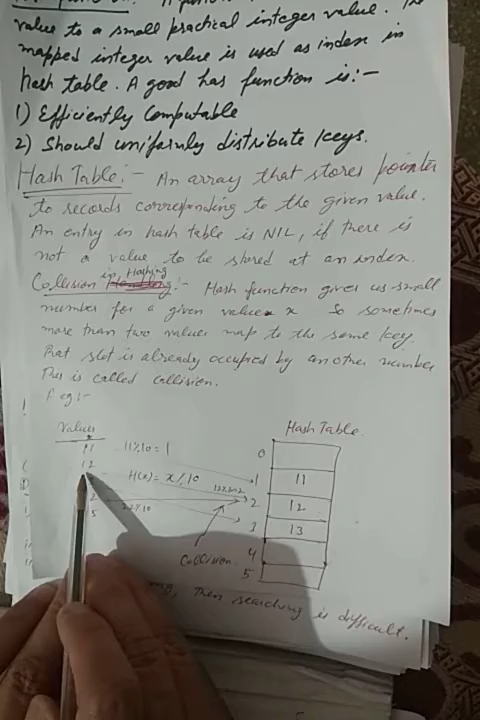 value to a small practical integer value. The
mapped integer value is used as index in
hash table. A good has function is:-
1) Efficiently Computable
2) Should uniformly distribute keys.
Hash Table:- An array that stores pointer
to records corresponding to the given value.
An entry in hash table is NIL, if there is
not a value to be stored at an index.
Collision in Hashing:- Hash function gives us small
number for a given value x So sometimes
more than two values map to the same key.
That slot is already occupied by another number
This is called collision.
eg:-
Values
11
12
11%10=1
H(x)= x%10
12%10=2
22%10
Collision
Hash Table
0
1 11
2 12
3 13
4
5
then searching is difficult.